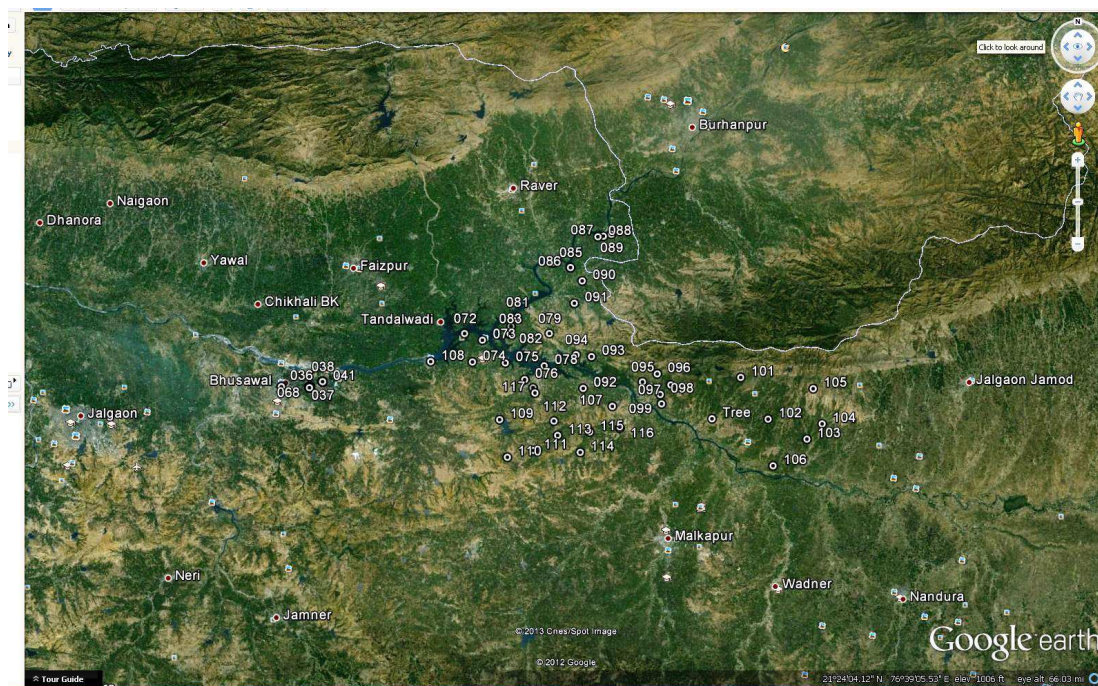 Click to look around
N
Burhanpur
Raver
Naigaon
Dhanora
087
088
089
085
086
Yawal
Faizpur
090
091
Chikhali BK
081
Tandalwadi
072
083
079
073
082
094
093
108
074
075
078
095
096
101
038
Bhusawal
036
041
076
105
Jalgaon Jamod
068
037
117
092
097
098
107
099
Jalgaon
109
112
Tree
102
104
113
115
116
103
110
111
114
106
Malkapur
Neri
Wadner
Nandura
Jamner
© 2013 Cnes/Spot Image
Google earth
© 2012 Google
Tour Guide
21°24'04.12" N 76°39'05.53" E elev 1006 ft eye alt 66.03 mi